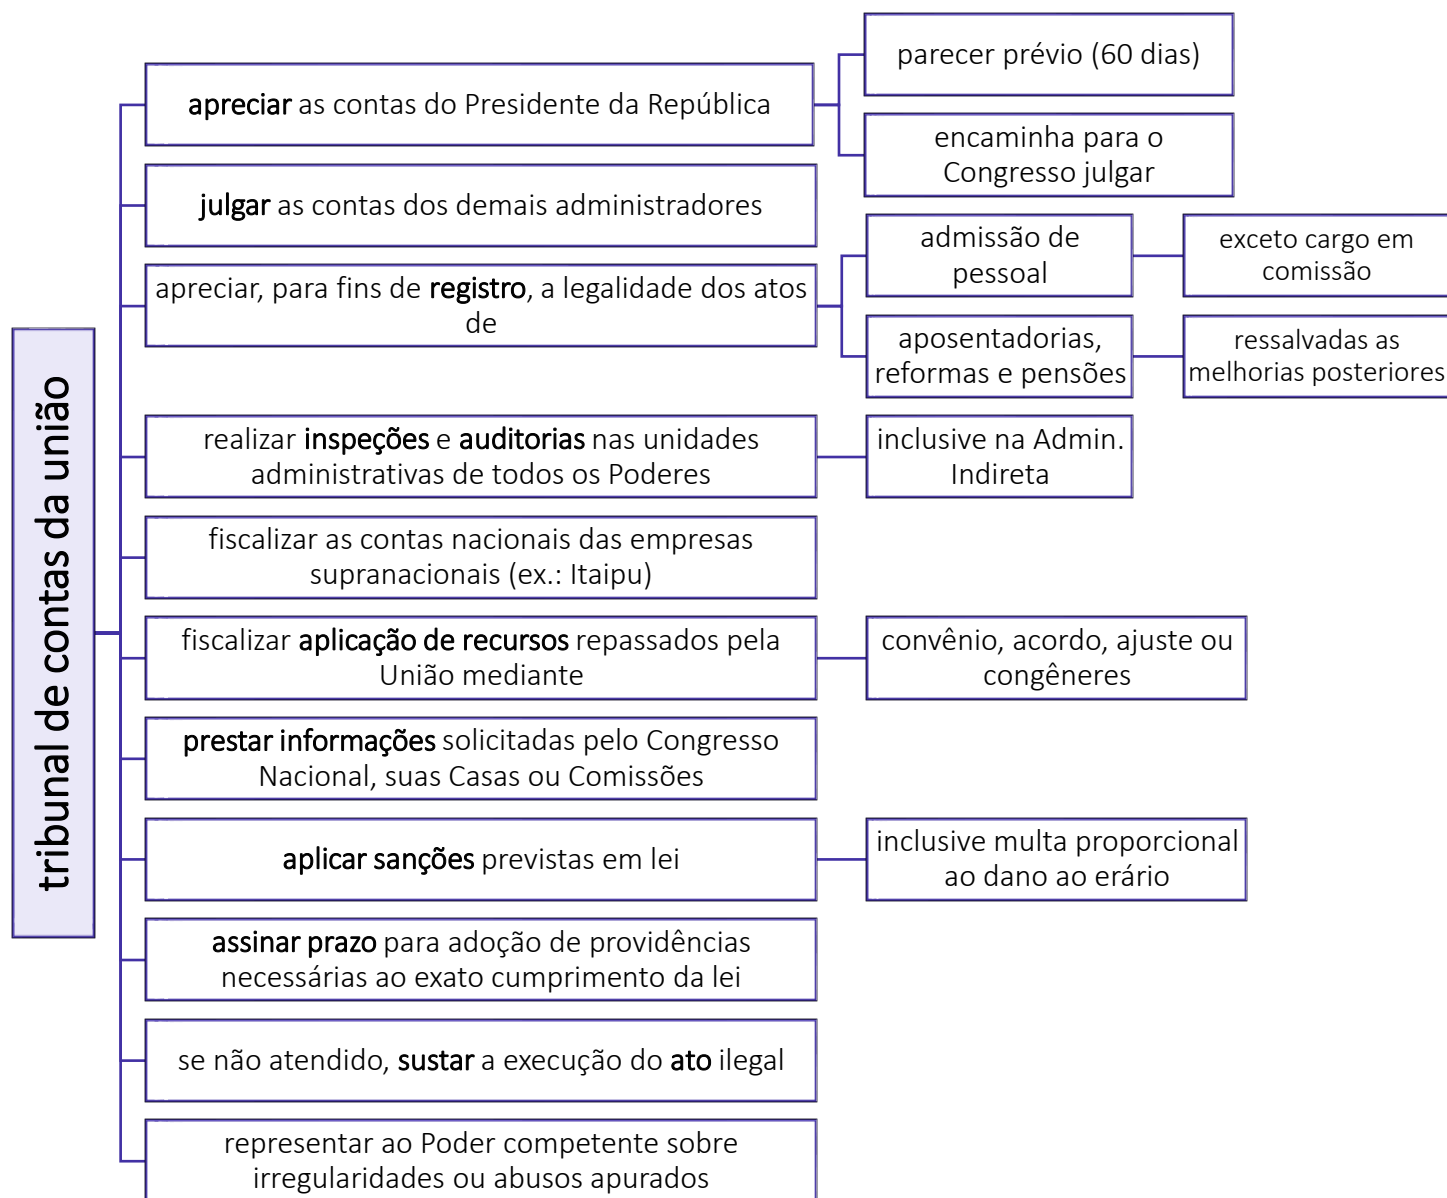 tribunal de contas da união
apreciar as contas do Presidente da República
parecer prévio (60 dias)
encaminha para o
Congresso julgar
julgar as contas dos demais administradores
apreciar, para fins de registro, a legalidade dos atos
de
admissão de
pessoal
exceto cargo em
comissão
aposentadorias,
reformas e pensões
ressalvadas as
melhorias posteriores
realizar inspeções e auditorias nas unidades
administrativas de todos os Poderes
inclusive na Admin.
Indireta
fiscalizar as contas nacionais das empresas
supranacionais (ex.: Itaipu)
fiscalizar aplicação de recursos repassados pela
União mediante
convênio, acordo, ajuste ou
congêneres
prestar informações solicitadas pelo Congresso
Nacional, suas Casas ou Comissões
aplicar sanções previstas em lei
inclusive multa proporcional
ao dano ao erário
assinar prazo para adoção de providências
necessárias ao exato cumprimento da lei
se não atendido, sustar a execução do ato ilegal
representar ao Poder competente sobre
irregularidades ou abusos apurados